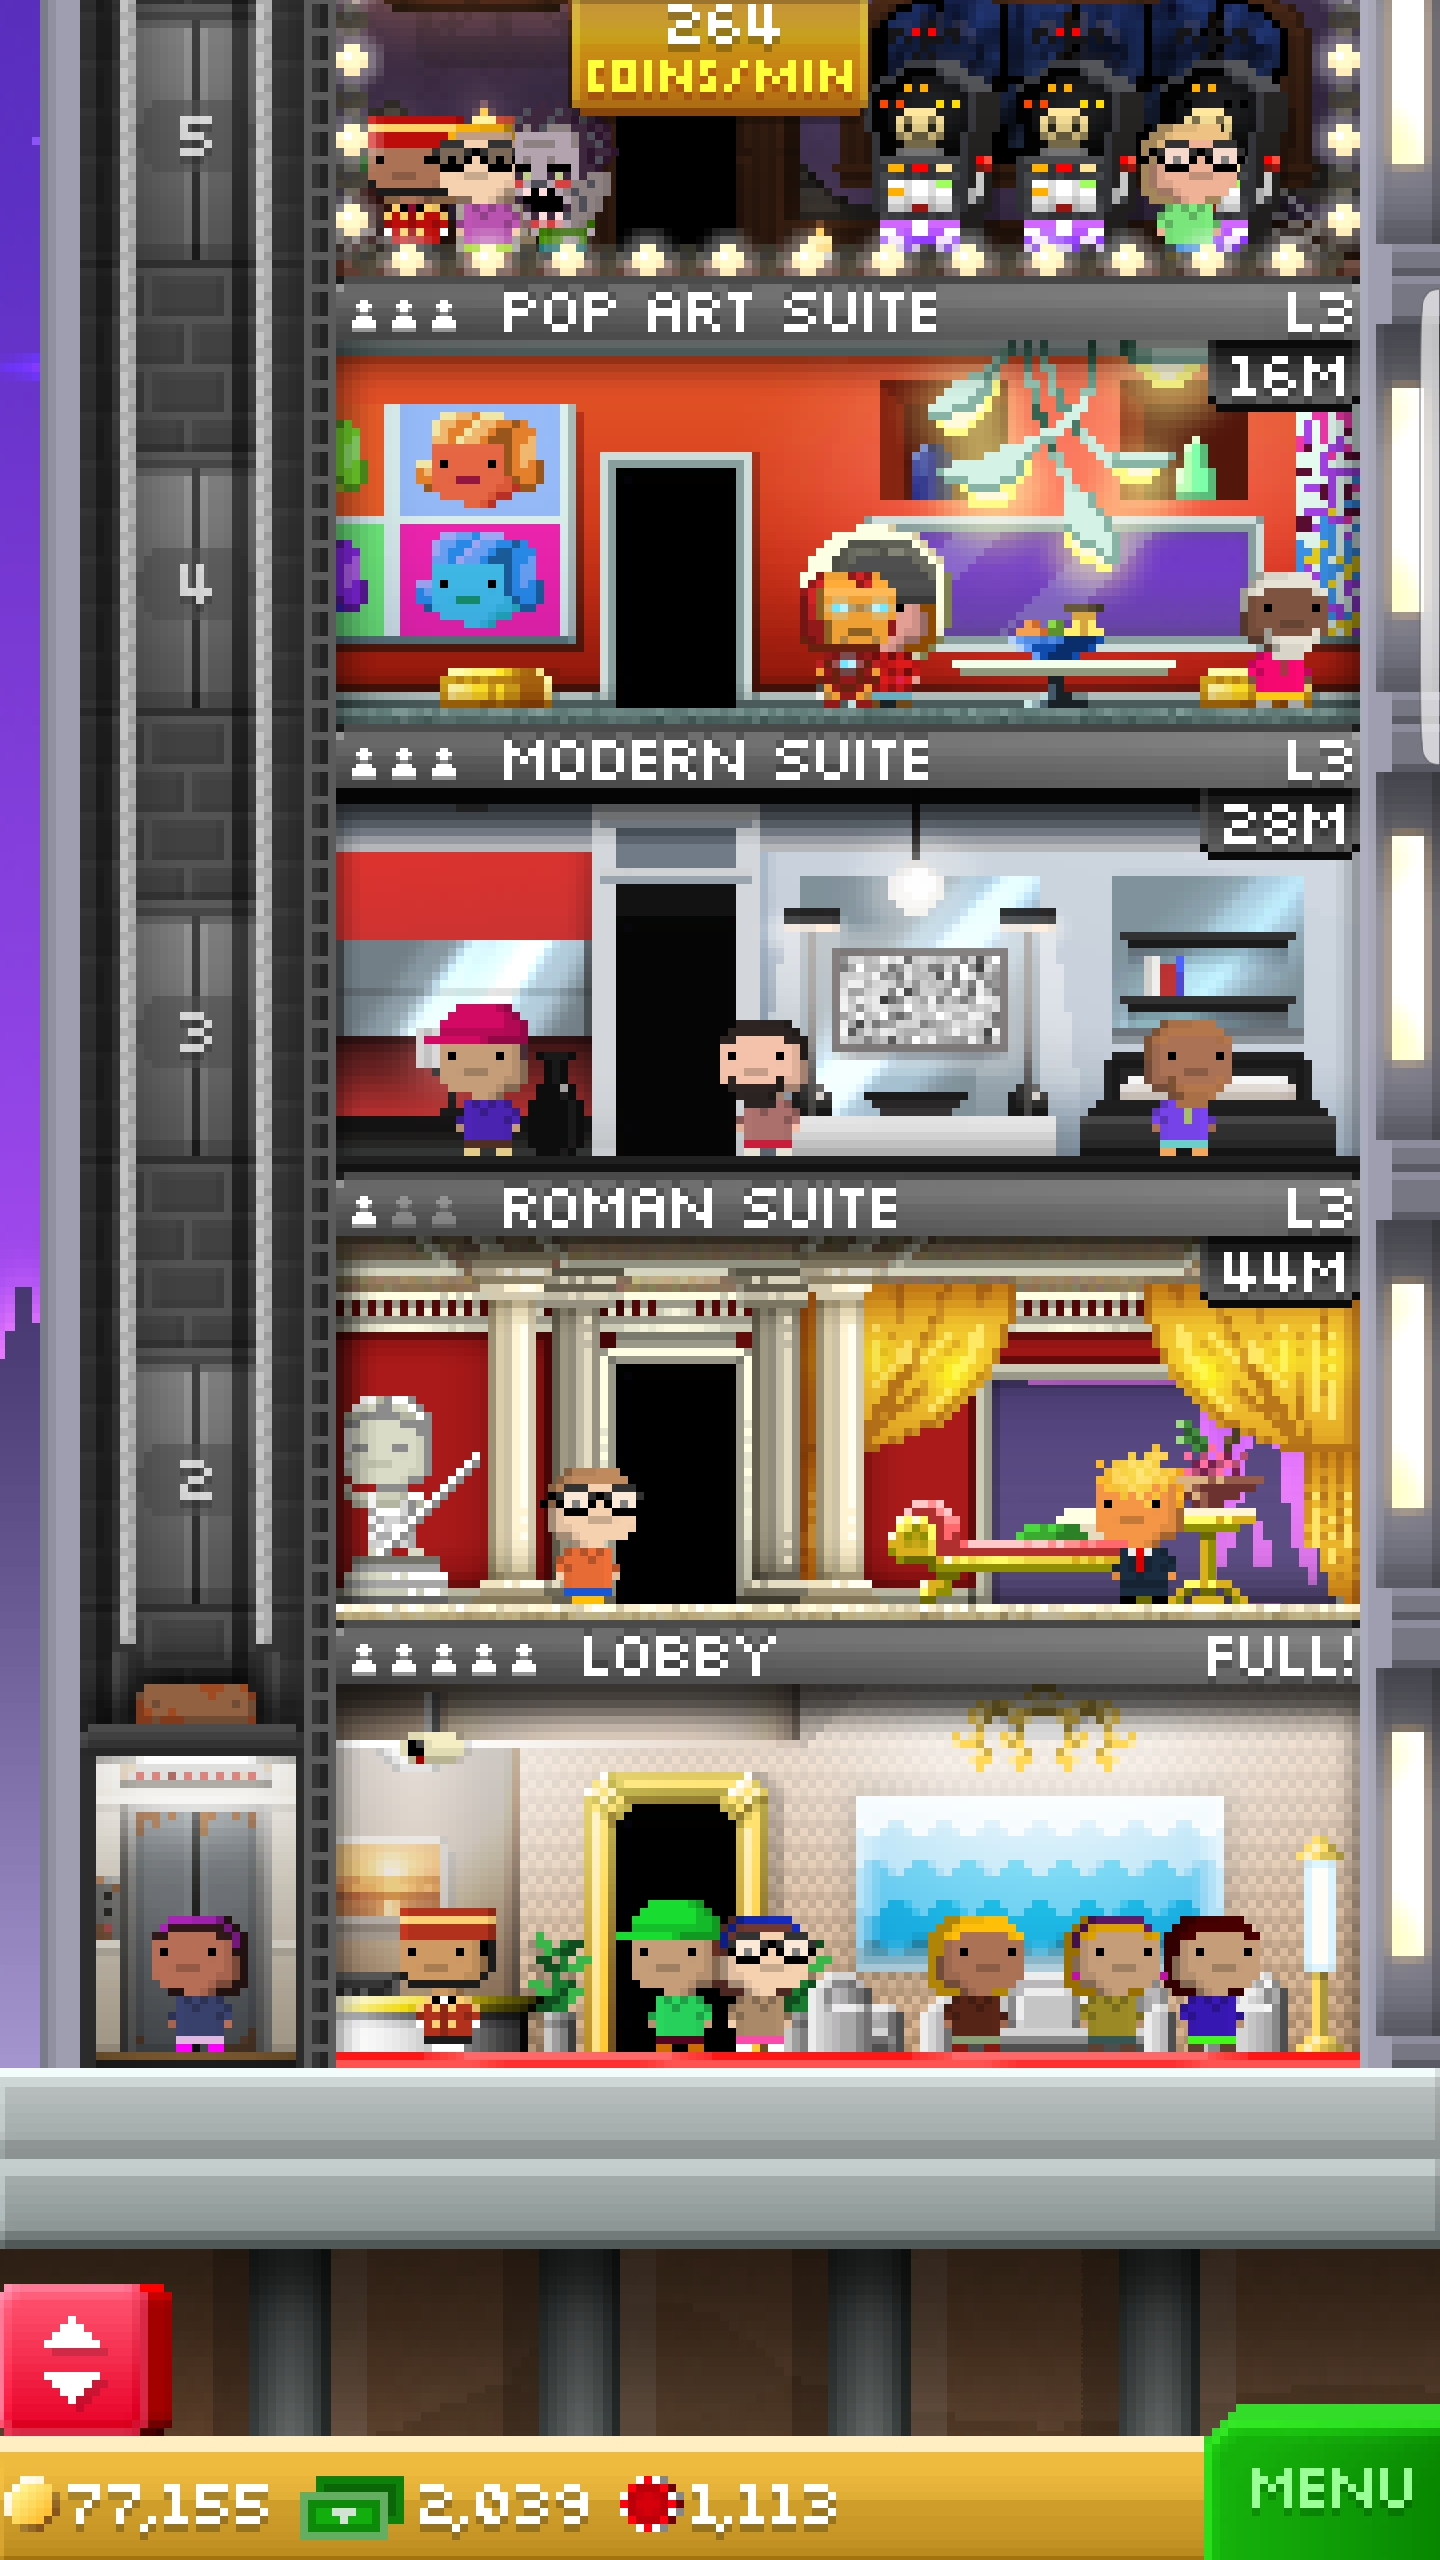 264
COINS/MIN
5
POP ART SUITE L3
16M
4
MODERN SUITE L3
28M
3
ROMAN SUITE L3
44M
2
LOBBY FULL!
77,155 2,039 1,113
MENU